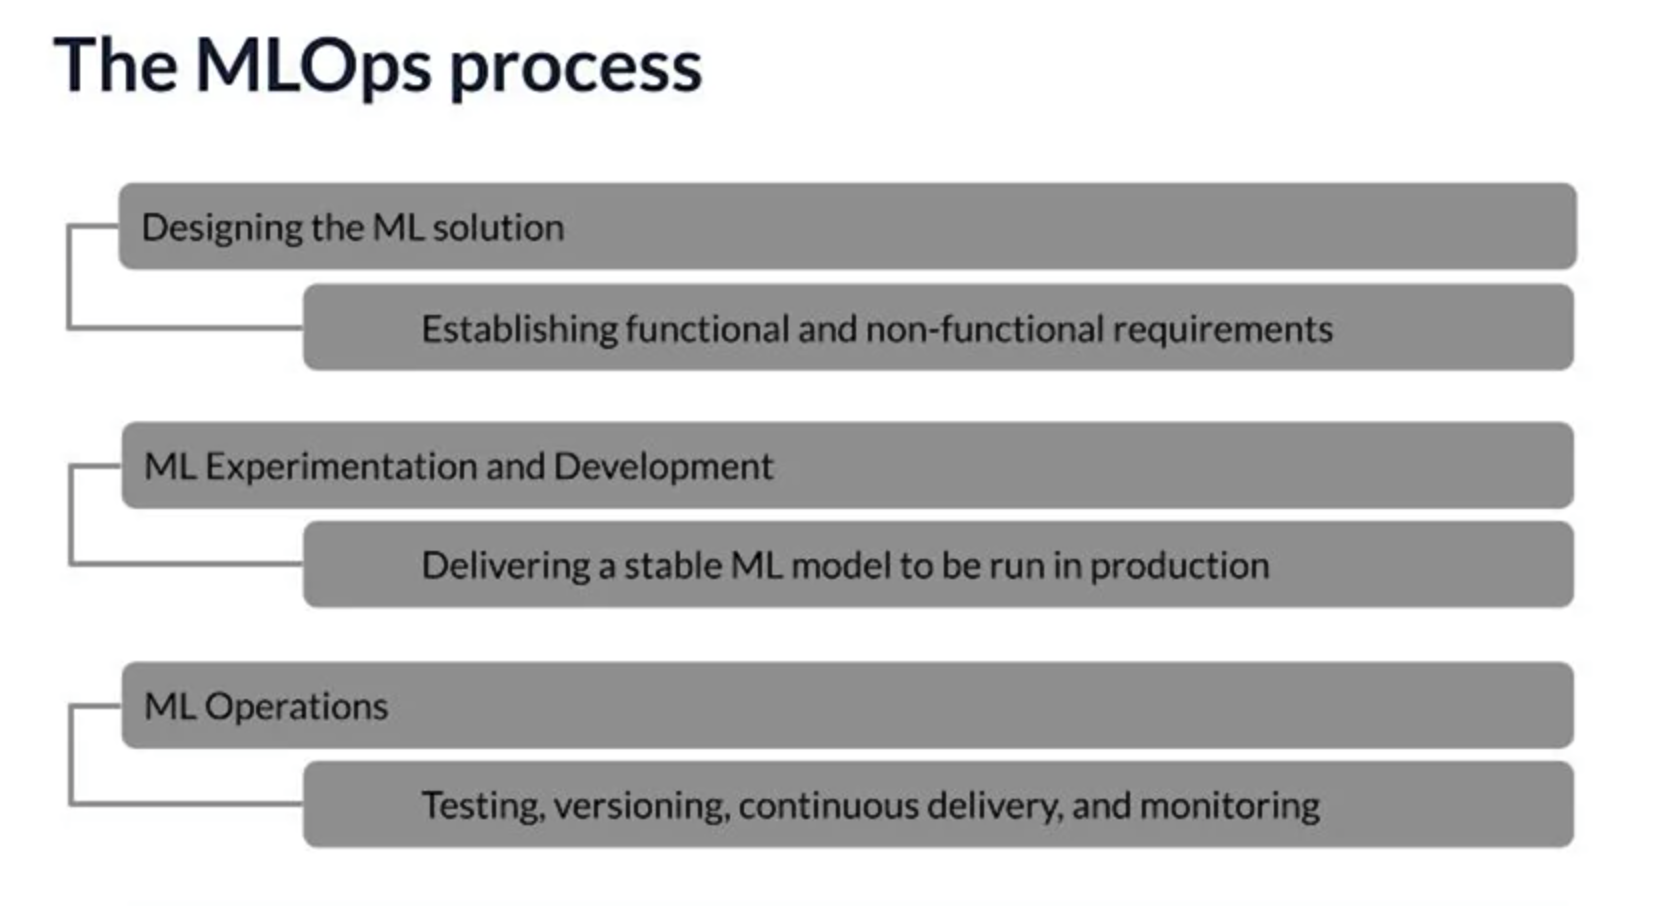 The MLOps process
Designing the ML solution
Establishing functional and non-functional requirements
ML Experimentation and Development
Delivering a stable ML model to be run in production
ML Operations
Testing, versioning, continuous delivery, and monitoring